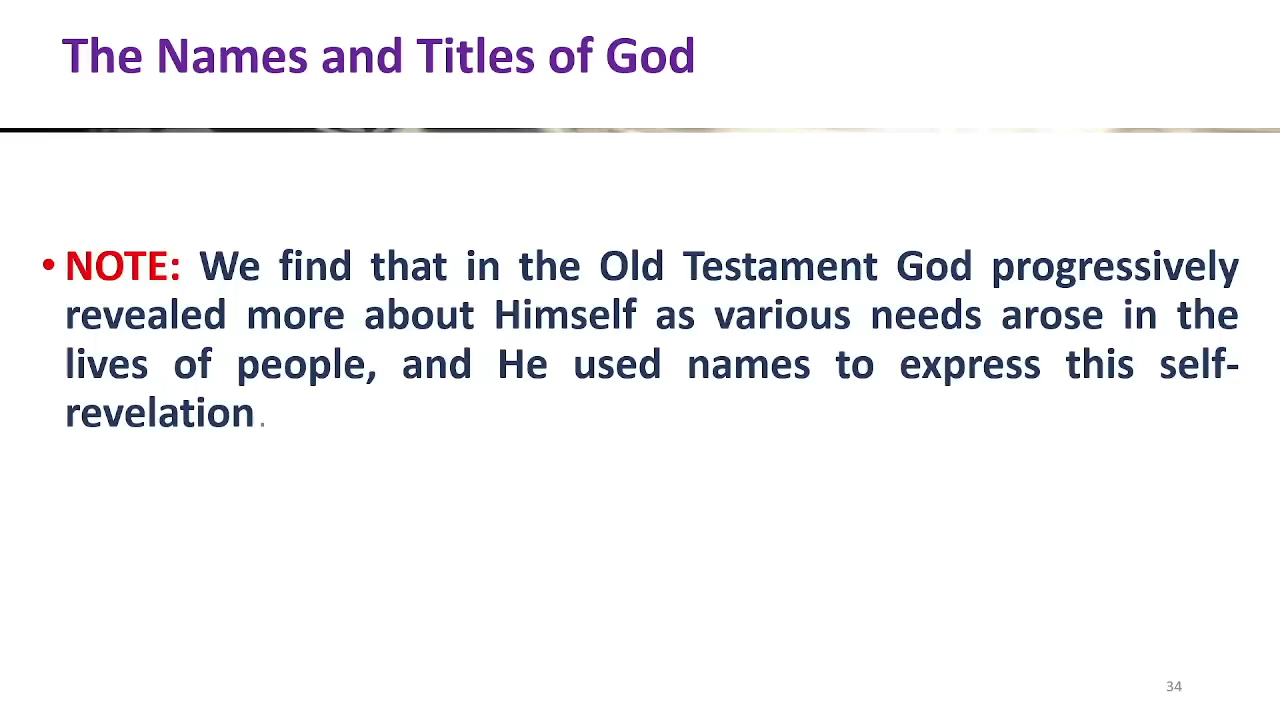 The Names and Titles of God
• NOTE: We find that in the Old Testament God progressively
revealed more about Himself as various needs arose in the
lives of people, and He used names to express this self-
revelation.
34